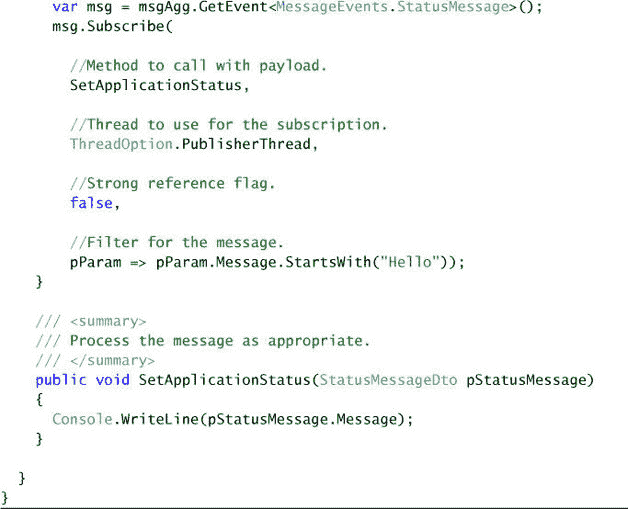 var msg = msgAgg.GetEvent<MessageEvents.StatusMessage>();
msg.Subscribe(
//Method to call with payload.
SetApplicationStatus,
//Thread to use for the subscription.
ThreadOption.PublisherThread,
//Strong reference flag.
false,
//Filter for the message.
pParam => pParam.Message.StartsWith("Hello"));
}
/// <summary>
/// Process the message as appropriate.
/// </summary>
public void SetApplicationStatus(StatusMessageDto pStatusMessage)
{
Console.WriteLine(pStatusMessage.Message);
}
}
}